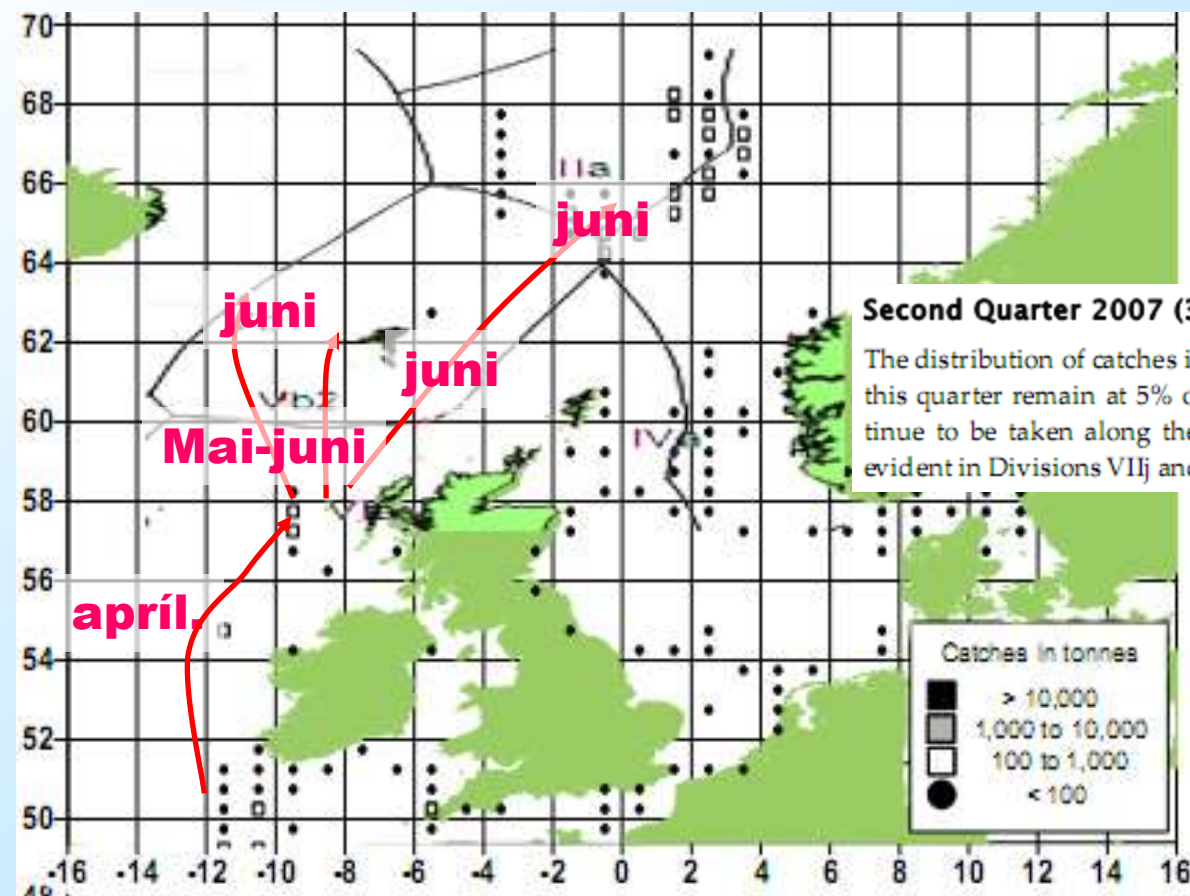 70
68
66
64
62
60
58
56
54
52
50
48
-16 -14 -12 -10 -8 -6 -4 -2 0 2 4 6 8 10 12 14 16
IIa
juni
juni
juni
Mai-juni
IVa
apríl.
Second Quarter 2007 (3
The distribution of catches i
this quarter remain at 5% o
tinue to be taken along the
evident in Divisions VIIj and
Catches in tonnes
> 10,000
1,000 to 10,000
100 to 1,000
< 100